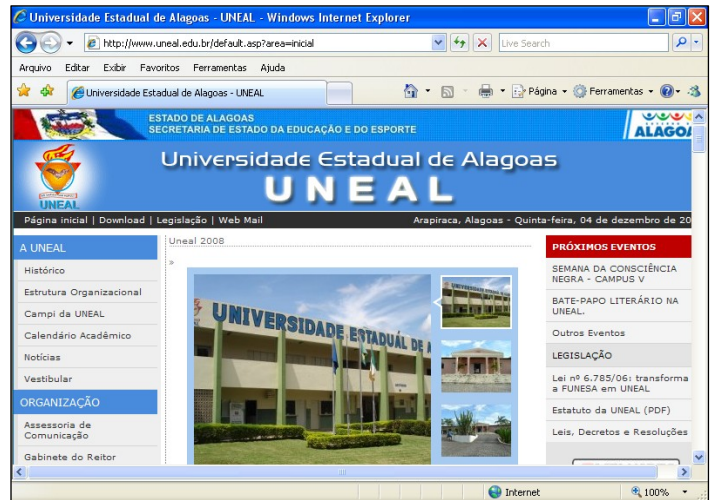 Universidade Estadual de Alagoas - UNEAL - Windows Internet Explorer
http://www.uneal.edu.br/default.asp?area=inicial
Live Search
Arquivo Editar Exibir Favoritos Ferramentas Ajuda
Universidade Estadual de Alagoas - UNEAL
Página Ferramentas
ESTADO DE ALAGOAS
SECRETARIA DE ESTADO DA EDUCAÇÃO E DO ESPORTE
ALAGOA
Universidade Estadual de Alagoas
UNEAL
UNEAL
Página inicial | Download | Legislação | Web Mail
Arapiraca, Alagoas - Quinta-feira, 04 de dezembro de 20
A UNEAL
Histórico
Estrutura Organizacional
Campi da UNEAL
Calendário Acadêmico
Notícias
Vestibular
ORGANIZAÇÃO
Assessoria de
Comunicação
Gabinete do Reitor
Uneal 2008
»
UNIVERSIDADE ESTADUAL DE A
PRÓXIMOS EVENTOS
SEMANA DA CONSCIÊNCIA
NEGRA - CAMPUS V
BATE-PAPO LITERÁRIO NA
UNEAL.
Outros Eventos
LEGISLAÇÃO
Lei nº 6.785/06: transforma
a FUNESA em UNEAL
Estatuto da UNEAL (PDF)
Leis, Decretos e Resoluções
Internet
100%